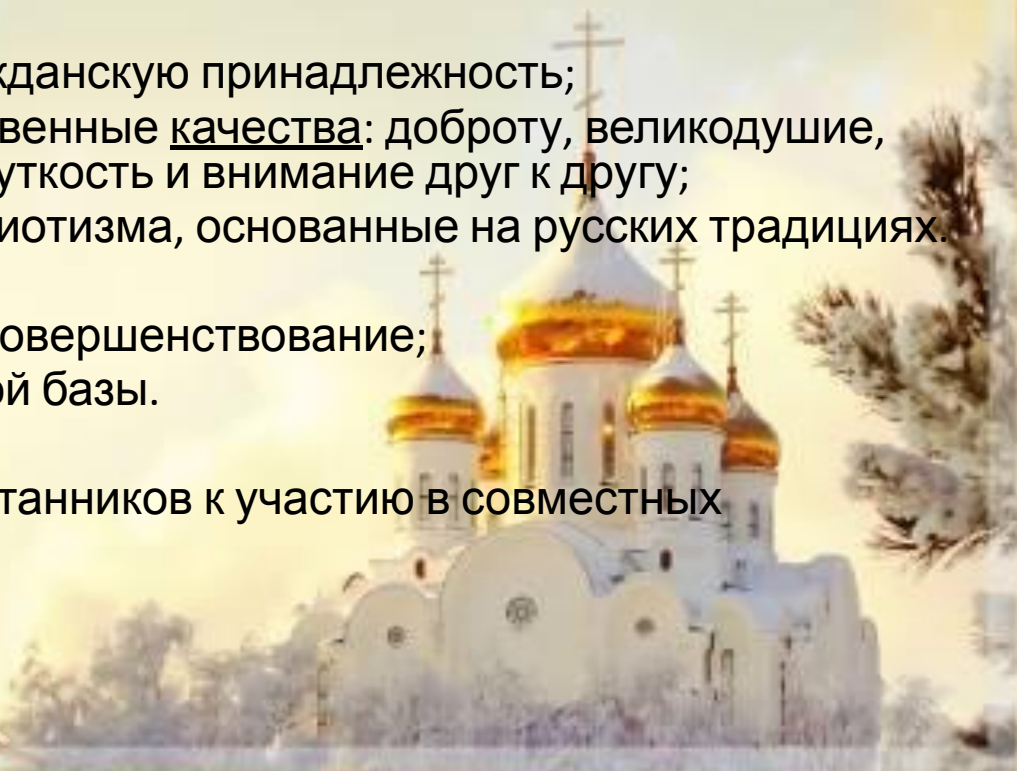 жданскую принадлежность;
венные качества: доброту, великодушие,
уткость и внимание друг к другу;
иотизма, основанные на русских традициях.
овершенствование;
ой базы.
танников к участию в совместных